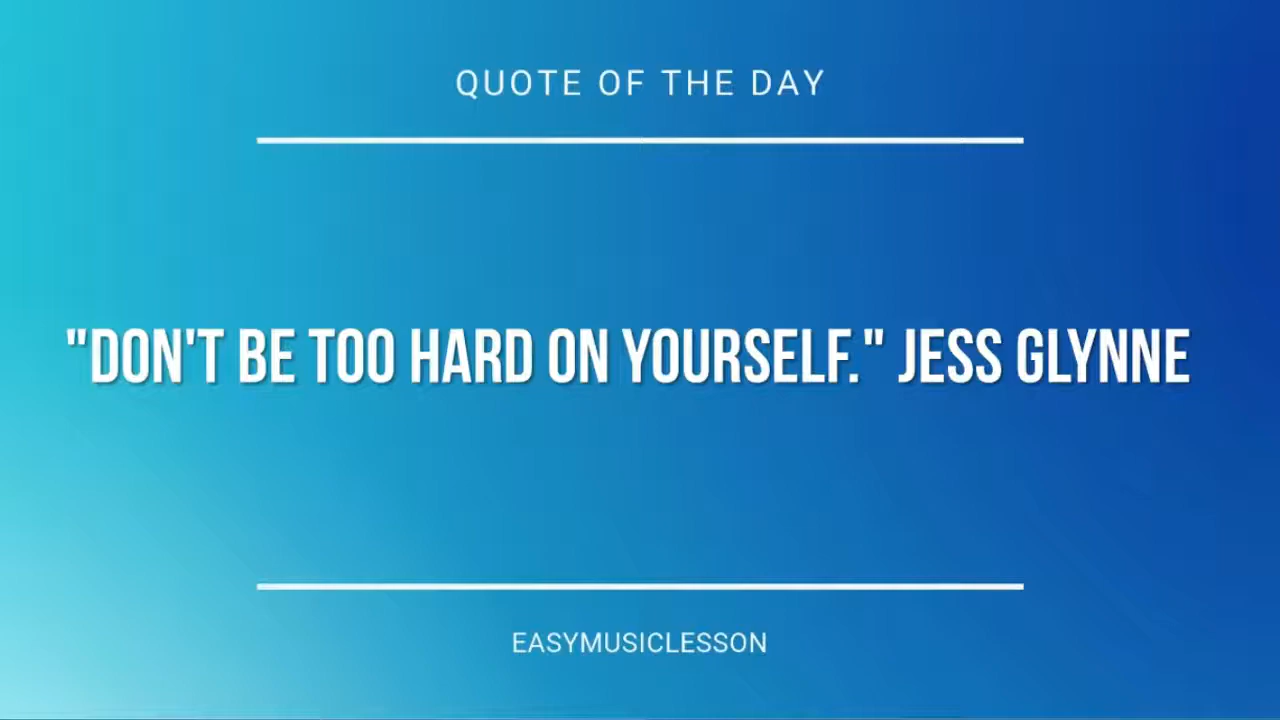 QUOTE OF THE DAY
"DON'T BE TOO HARD ON YOURSELF." JESS GLYNNE
EASYMUSICLESSON